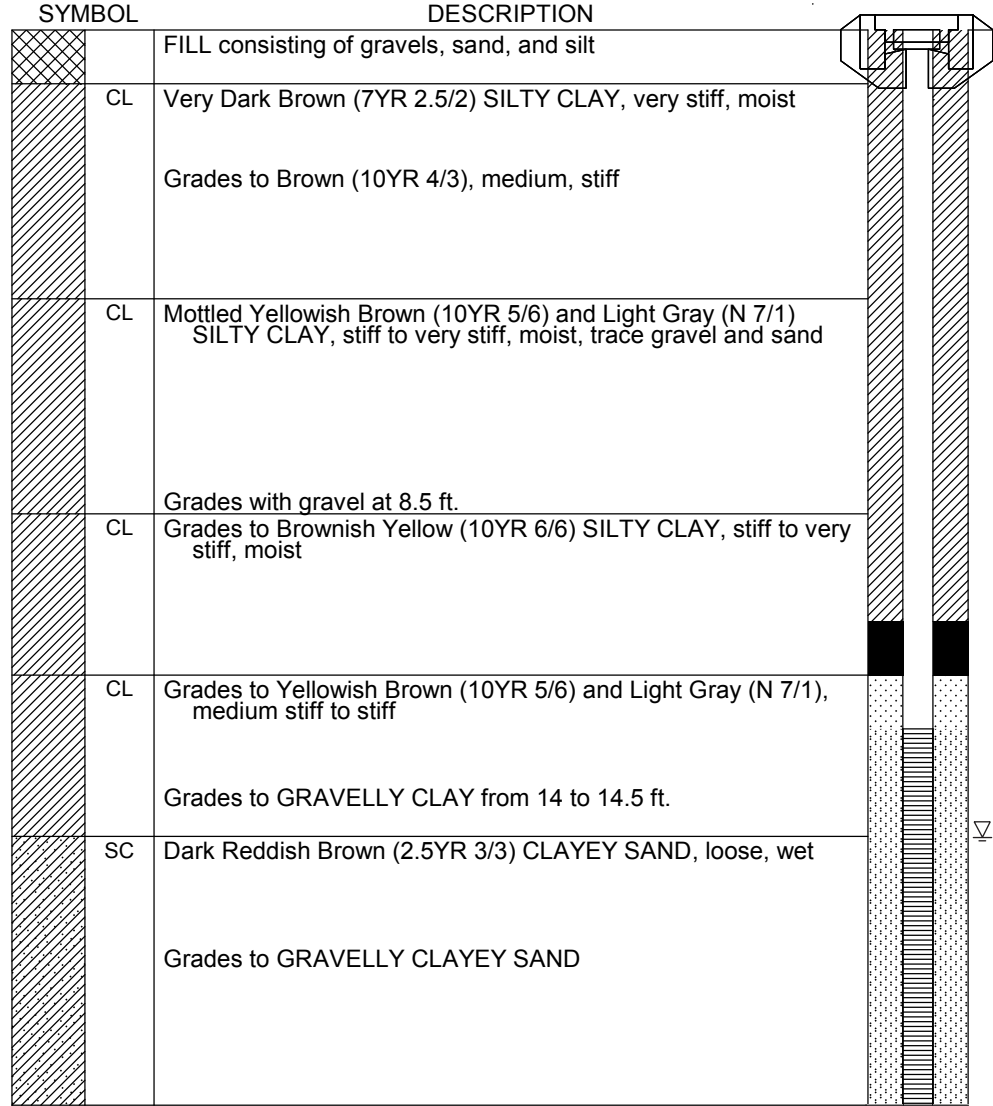 SYMBOL DESCRIPTION
FILL consisting of gravels, sand, and silt
CL Very Dark Brown (7YR 2.5/2) SILTY CLAY, very stiff, moist
Grades to Brown (10YR 4/3), medium, stiff
CL Mottled Yellowish Brown (10YR 5/6) and Light Gray (N 7/1)
SILTY CLAY, stiff to very stiff, moist, trace gravel and sand
Grades with gravel at 8.5 ft.
CL Grades to Brownish Yellow (10YR 6/6) SILTY CLAY, stiff to very
stiff, moist
CL Grades to Yellowish Brown (10YR 5/6) and Light Gray (N 7/1),
medium stiff to stiff
Grades to GRAVELLY CLAY from 14 to 14.5 ft.
SC Dark Reddish Brown (2.5YR 3/3) CLAYEY SAND, loose, wet
Grades to GRAVELLY CLAYEY SAND